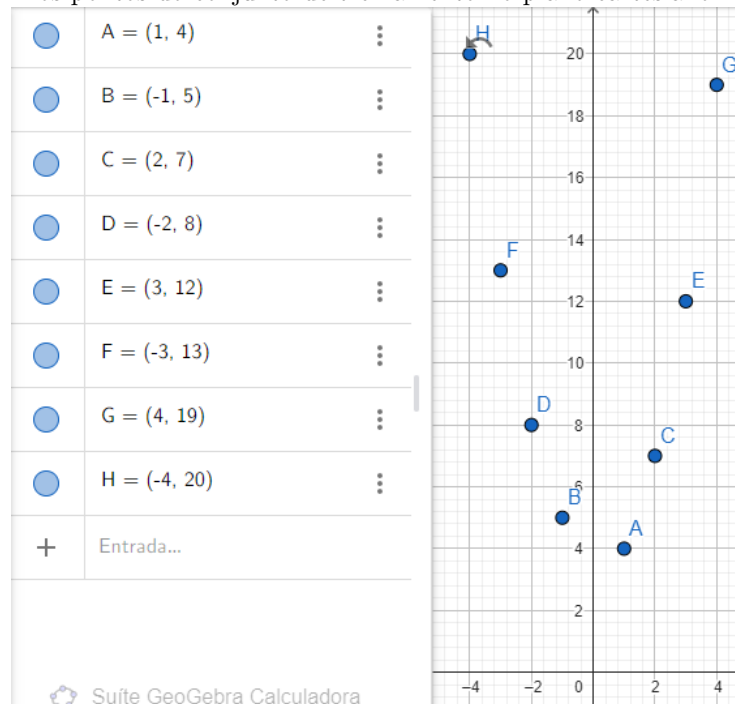 A = (1, 4)
B = (-1, 5)
C = (2, 7)
D = (-2, 8)
E = (3, 12)
F = (-3, 13)
G = (4, 19)
H = (-4, 20)
+ Entrada...
Suíte GeoGebra Calculadora
H
20
G
18
16
14
F
E
12
10
D
8
C
6
B
A
4
2
-4 -2 0 2 4